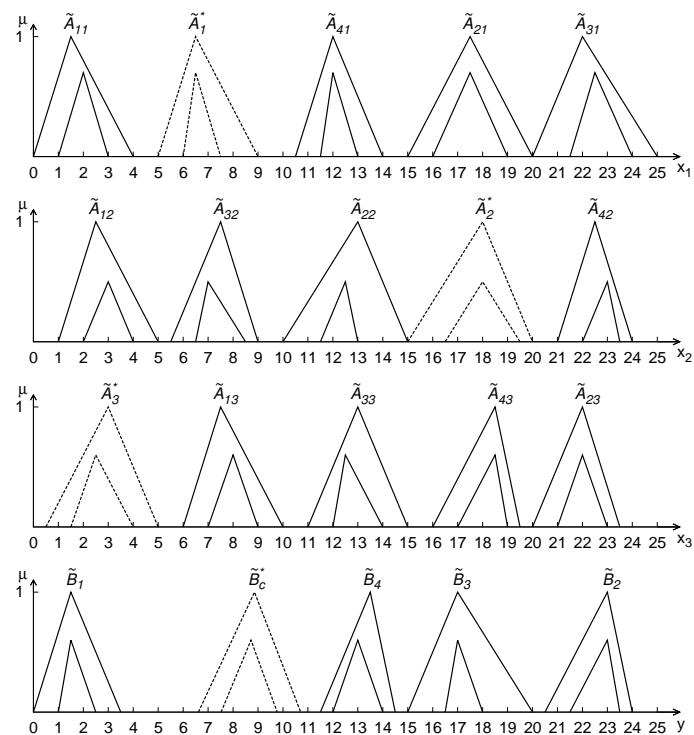 μ
Ã₁₁ Ã₁* Ã₄₁ Ã₂₁ Ã₃₁
1
0 1 2 3 4 5 6 7 8 9 10 11 12 13 14 15 16 17 18 19 20 21 22 23 24 25 x₁
μ
Ã₁₂ Ã₃₂ Ã₂₂ Ã₂* Ã₄₂
1
0 1 2 3 4 5 6 7 8 9 10 11 12 13 14 15 16 17 18 19 20 21 22 23 24 25 x₂
μ
Ã₃* Ã₁₃ Ã₃₃ Ã₄₃ Ã₂₃
1
0 1 2 3 4 5 6 7 8 9 10 11 12 13 14 15 16 17 18 19 20 21 22 23 24 25 x₃
μ
B̃₁ B̃c* B̃₄ B̃₃ B̃₂
1
0 1 2 3 4 5 6 7 8 9 10 11 12 13 14 15 16 17 18 19 20 21 22 23 24 25 y